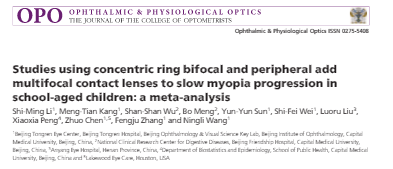 OPO OPHTHALMIC & PHYSIOLOGICAL OPTICS
THE JOURNAL OF THE COLLEGE OF OPTOMETRISTS
Ophthalmic & Physiological Optics ISSN 0275-5408
Studies using concentric ring bifocal and peripheral add
multifocal contact lenses to slow myopia progression in
school-aged children: a meta-analysis
Shi-Ming Li¹, Meng-Tian Kang¹, Shan-Shan Wu², Bo Meng², Yun-Yun Sun¹, Shi-Fei Wei¹, Luoru Liu³,
Xiaoxia Peng⁴, Zhuo Chen¹,⁵, Fengju Zhang¹ and Ningli Wang¹
¹Beijing Tongren Eye Center, Beijing Tongren Hospital, Beijing Ophthalmology & Visual Science Key Lab, Beijing Institute of Ophthalmology, Capital
Medical University, Beijing, China, ²National Clinical Research Center for Digestive Diseases, Beijing Friendship Hospital, Capital Medical University,
Beijing, China, ³Anyang Eye Hospital, Henan Province, China, ⁴Department of Biostatistics and Epidemiology, School of Public Health, Capital Medical
University, Beijing, China and ⁵Lakewood Eye Care, Houston, USA